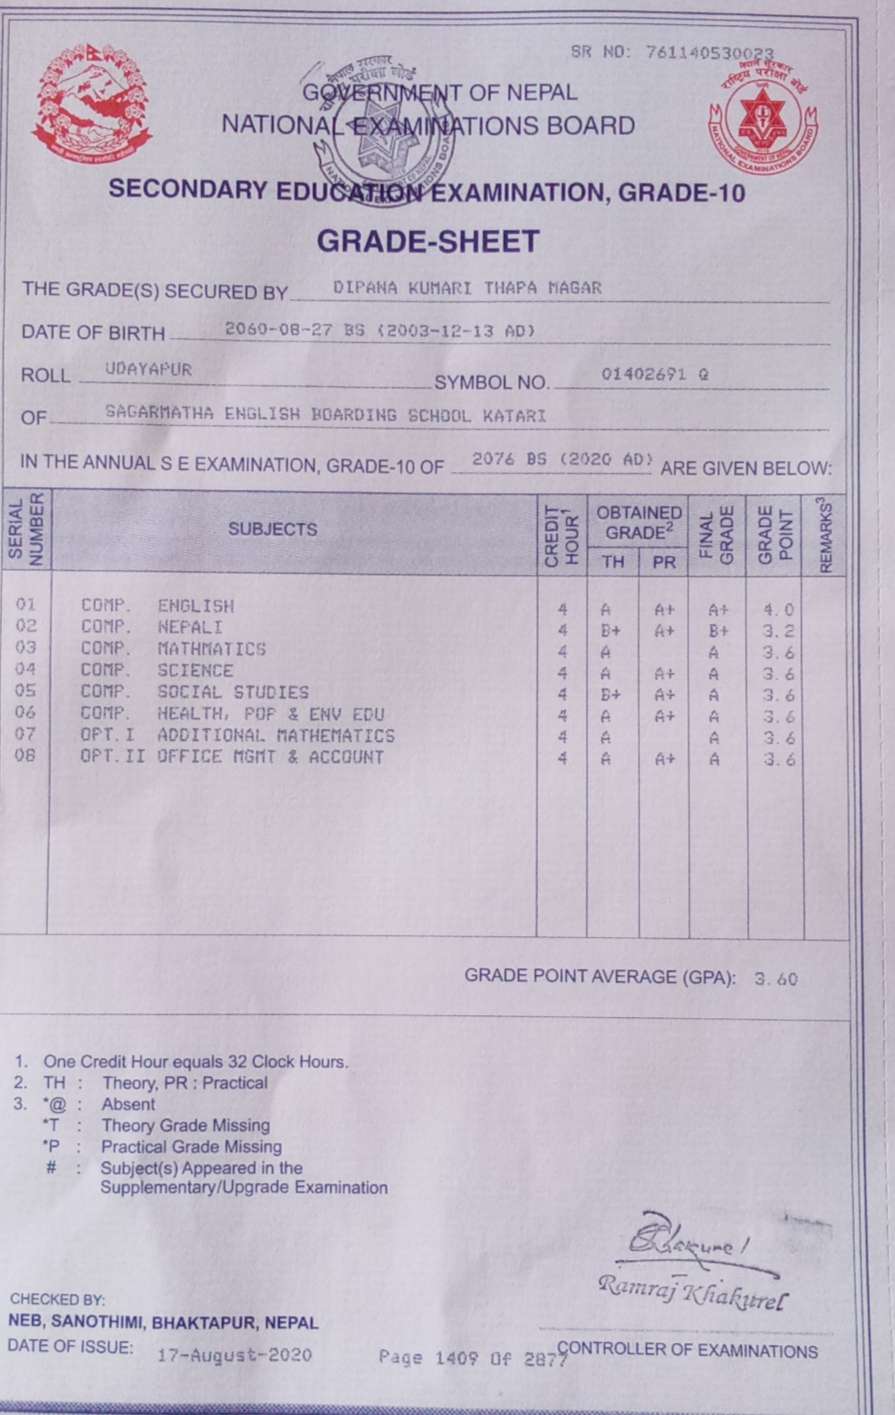 SR NO: 761140530023
नेपाल सरकार
राष्ट्रिय परीक्षा बोर्ड
GOVERNMENT OF NEPAL
NATIONAL EXAMINATIONS BOARD
NATIONAL EXAMINATIONS BOARD
SECONDARY EDUCATION EXAMINATION, GRADE-10
GRADE-SHEET
THE GRADE(S) SECURED BY DIPANA KUMARI THAPA MAGAR
DATE OF BIRTH 2060-08-27 BS (2003-12-13 AD)
ROLL UDAYAPUR SYMBOL NO. 01402691 Q
OF SAGARMATHA ENGLISH BOARDING SCHOOL KATARI
IN THE ANNUAL S E EXAMINATION, GRADE-10 OF 2076 BS (2020 AD) ARE GIVEN BELOW:
SERIAL NUMBER SUBJECTS CREDIT HOUR1 OBTAINED GRADE2 TH PR FINAL GRADE GRADE POINT REMARKS3
01 COMP. ENGLISH 4 A A+ A+ 4.0
02 COMP. NEPALI 4 B+ A+ B+ 3.2
03 COMP. MATHMATICS 4 A A 3.6
04 COMP. SCIENCE 4 A A+ A 3.6
05 COMP. SOCIAL STUDIES 4 B+ A+ A 3.6
06 COMP. HEALTH, POP & ENV EDU 4 A A+ A 3.6
07 OPT.I ADDITIONAL MATHEMATICS 4 A A 3.6
08 OPT.II OFFICE MGMT & ACCOUNT 4 A A+ A 3.6
GRADE POINT AVERAGE (GPA): 3.60
1. One Credit Hour equals 32 Clock Hours.
2. TH : Theory, PR : Practical
3. *@ : Absent
*T : Theory Grade Missing
*P : Practical Grade Missing
# : Subject(s) Appeared in the
Supplementary/Upgrade Examination
Ramraj Khakurel
CHECKED BY:
NEB, SANOTHIMI, BHAKTAPUR, NEPAL
DATE OF ISSUE: 17-August-2020 Page 1409 Of 2877 CONTROLLER OF EXAMINATIONS